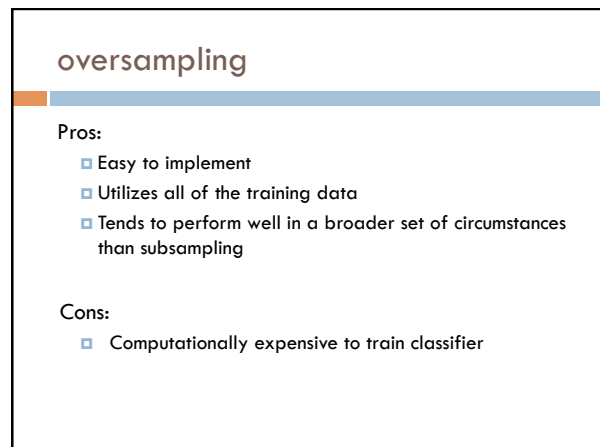 oversampling
Pros:
Easy to implement
Utilizes all of the training data
Tends to perform well in a broader set of circumstances
than subsampling
Cons:
Computationally expensive to train classifier